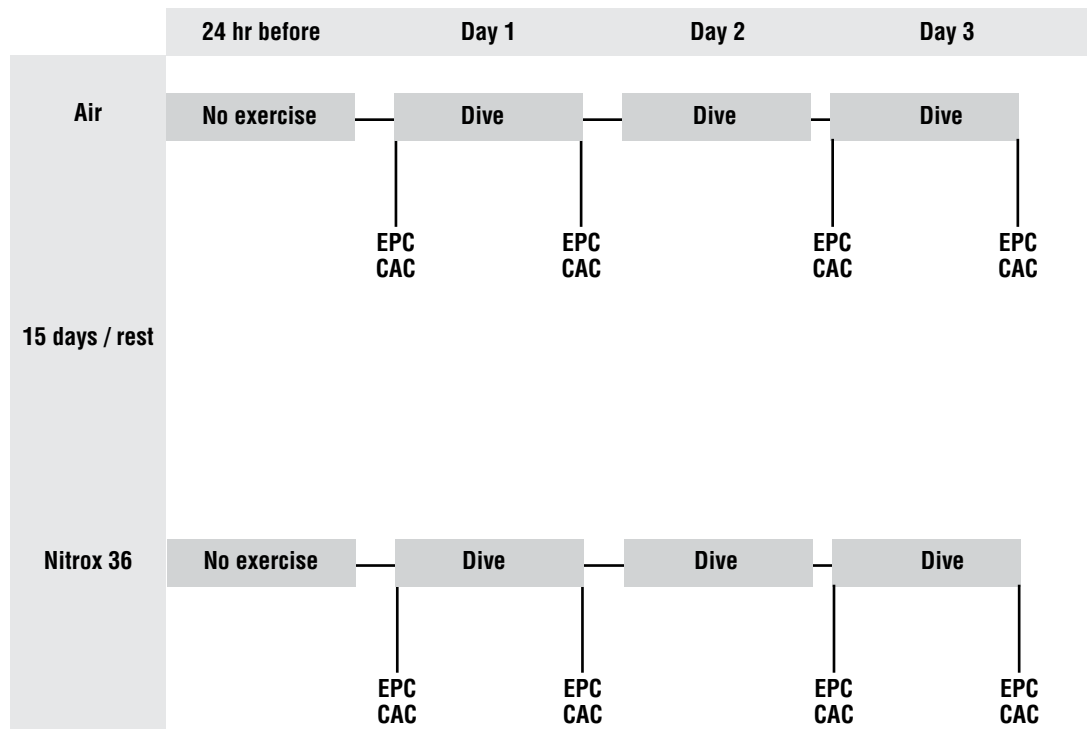 24 hr before Day 1 Day 2 Day 3
Air No exercise Dive Dive Dive
EPC EPC EPC EPC
CAC CAC CAC CAC
15 days / rest
Nitrox 36 No exercise Dive Dive Dive
EPC EPC EPC EPC
CAC CAC CAC CAC